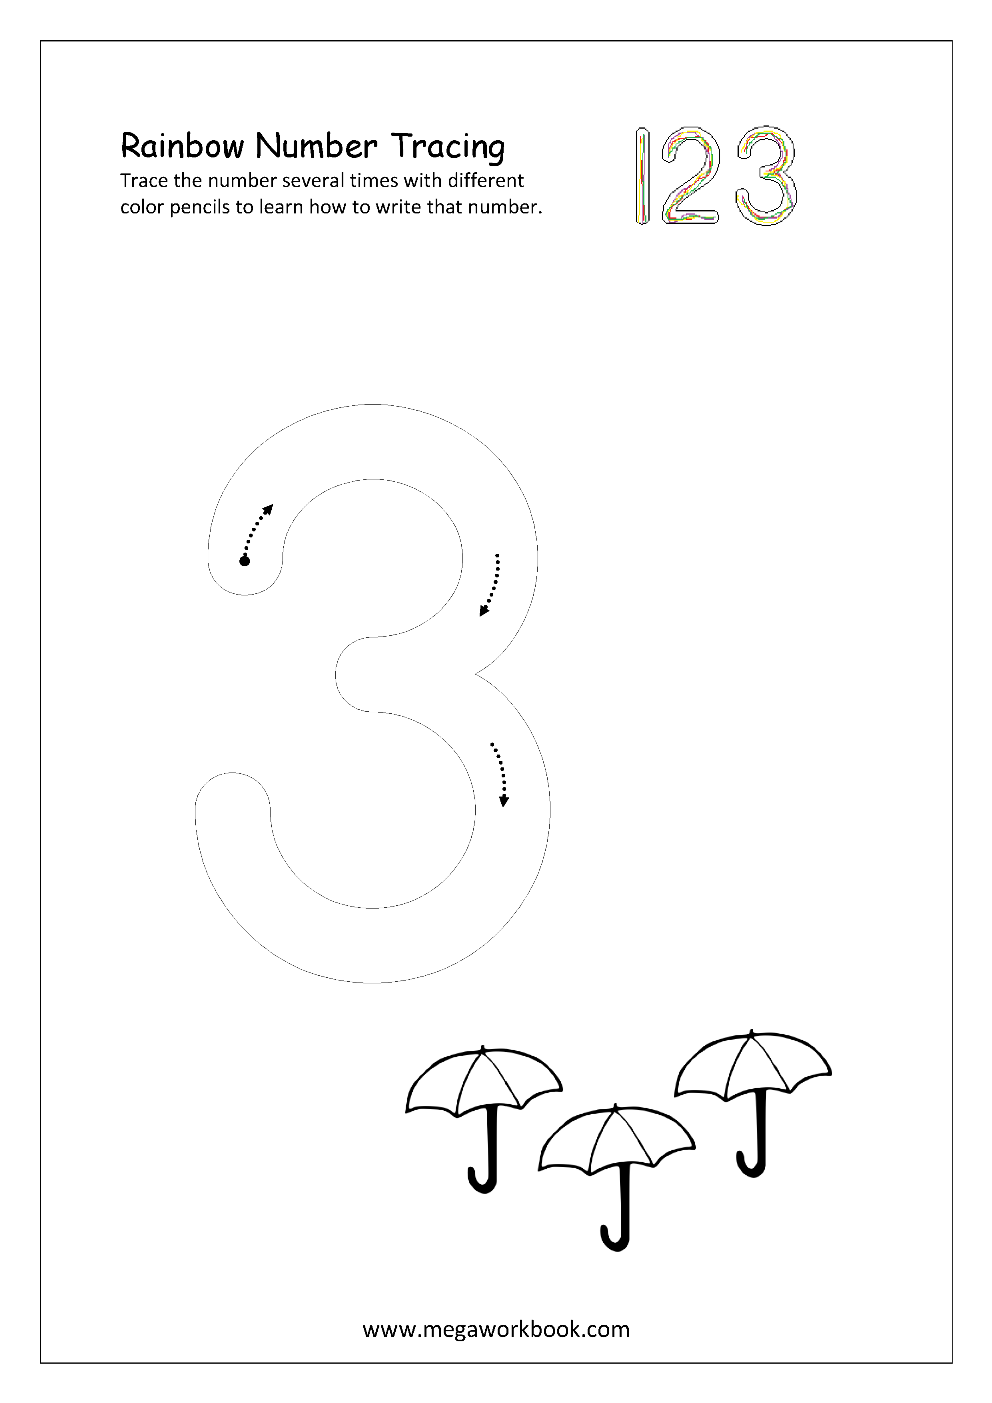 Rainbow Number Tracing
Trace the number several times with different
color pencils to learn how to write that number.
123
3
www.megaworkbook.com